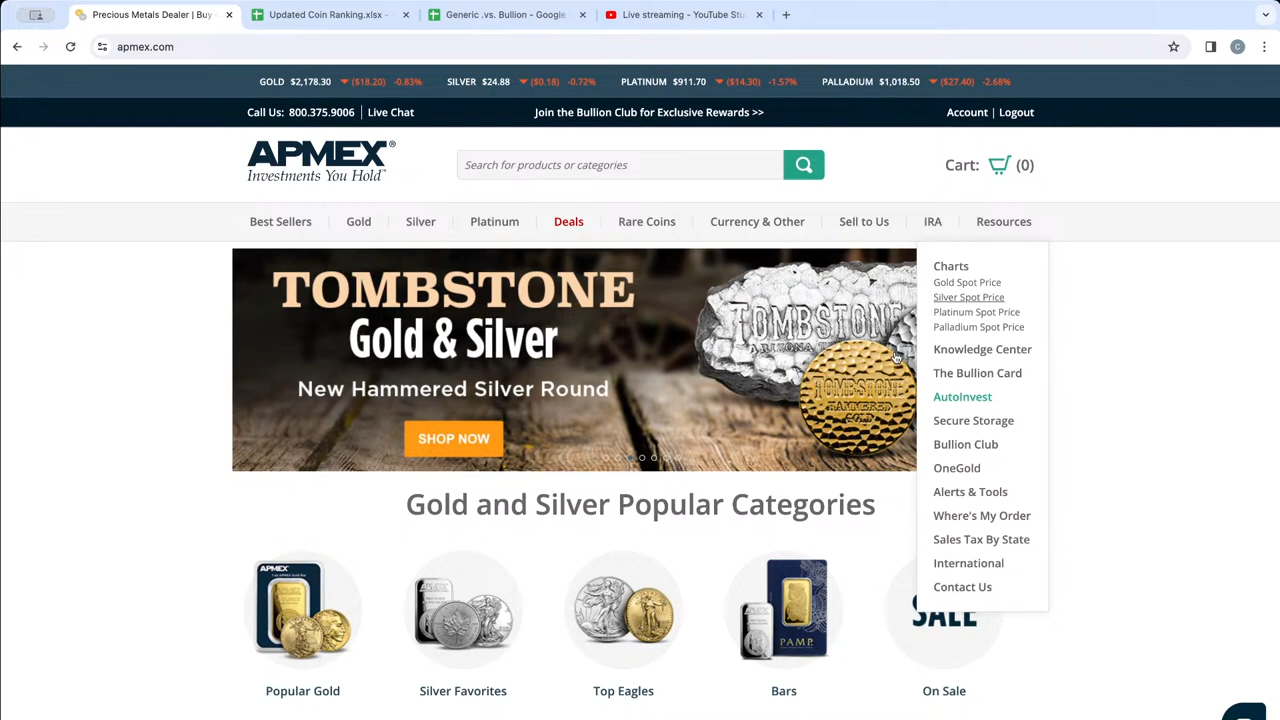 Precious Metals Dealer | Buy
Updated Coin Ranking.xlsx -
Generic .vs. Bullion - Google
Live streaming - YouTube Stu
apmex.com
C
GOLD $2,178.30 ($18.20) -0.83% SILVER $24.88 ($0.18) -0.72% PLATINUM $911.70 ($14.30) -1.57% PALLADIUM $1,018.50 ($27.40) -2.68%
Call Us: 800.375.9006 | Live Chat
Join the Bullion Club for Exclusive Rewards >>
Account | Logout
APMEX®
Investments You Hold™
Search for products or categories
Cart: (0)
Best Sellers Gold Silver Platinum Deals Rare Coins Currency & Other Sell to Us IRA Resources
TOMBSTONE
Gold & Silver
New Hammered Silver Round
SHOP NOW
TOMBSTONE
TOMBSTONE
HAMMERED
Charts
Gold Spot Price
Silver Spot Price
Platinum Spot Price
Palladium Spot Price
Knowledge Center
The Bullion Card
AutoInvest
Secure Storage
Bullion Club
OneGold
Alerts & Tools
Where's My Order
Sales Tax By State
International
Contact Us
Gold and Silver Popular Categories
APMEX
PAMP
SALE
Popular Gold
Silver Favorites
Top Eagles
Bars
On Sale